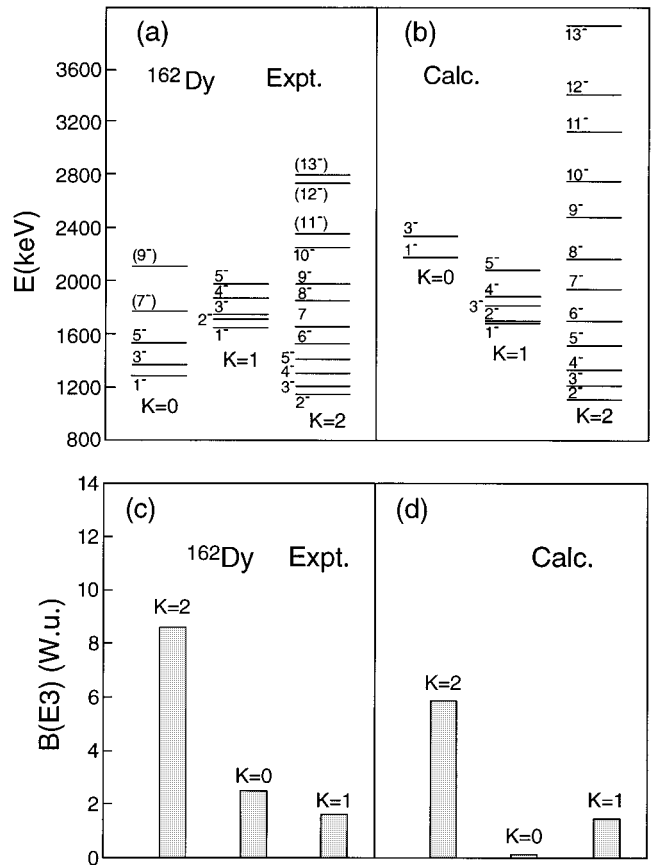 (a)
162Dy
Expt.
E(keV)
3600
3200
2800
2400
2000
1600
1200
800
(9-)
(7-)
5-
3-
1-
K=0
5-
4-
3-
2-
1-
K=1
(13-)
(12-)
(11-)
10-
9-
8-
7
6-
5-
4-
3-
2-
K=2
(b)
Calc.
3-
1-
K=0
5-
4-
3-
2-
1-
K=1
13-
12-
11-
10-
9-
8-
7-
6-
5-
4-
3-
2-
K=2
(c)
162Dy
Expt.
B(E3) (W.u.)
14
12
10
8
6
4
2
0
K=2
K=0
K=1
(d)
Calc.
K=2
K=0
K=1